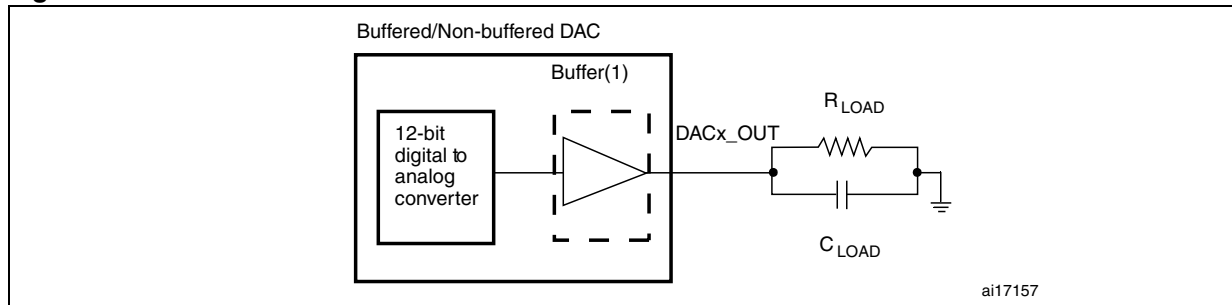 Buffered/Non-buffered DAC
Buffer(1)
12-bit
digital to
analog
converter
DACx_OUT
RLOAD
CLOAD
ai17157